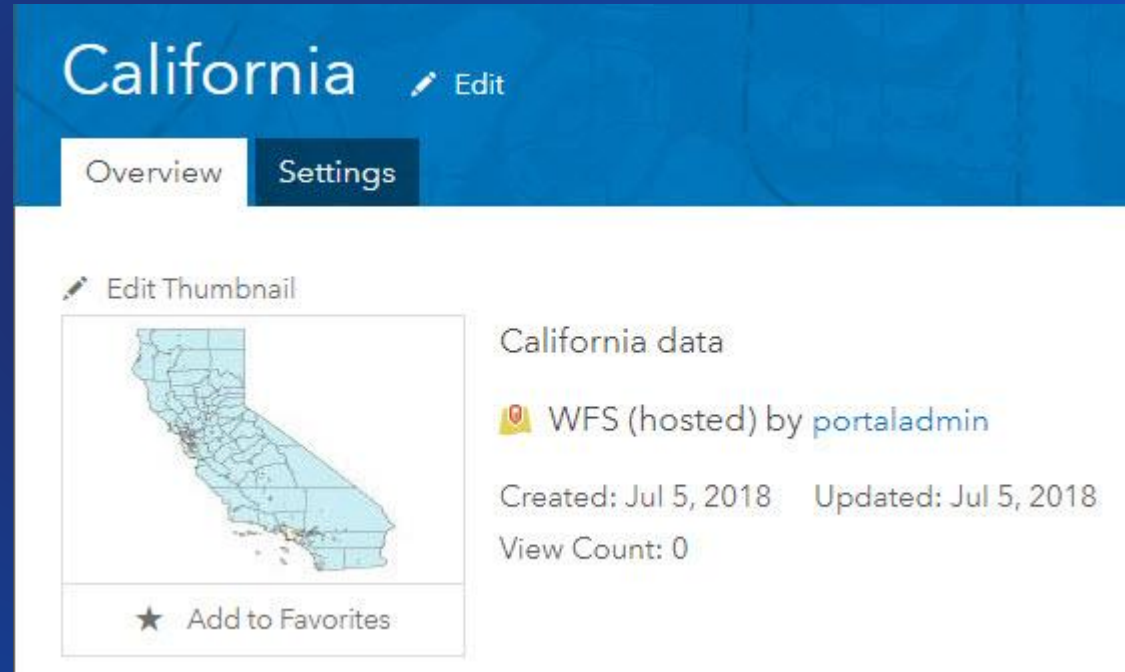 California Edit
Overview Settings
Edit Thumbnail
California data
WFS (hosted) by portaladmin
Created: Jul 5, 2018 Updated: Jul 5, 2018
View Count: 0
Add to Favorites